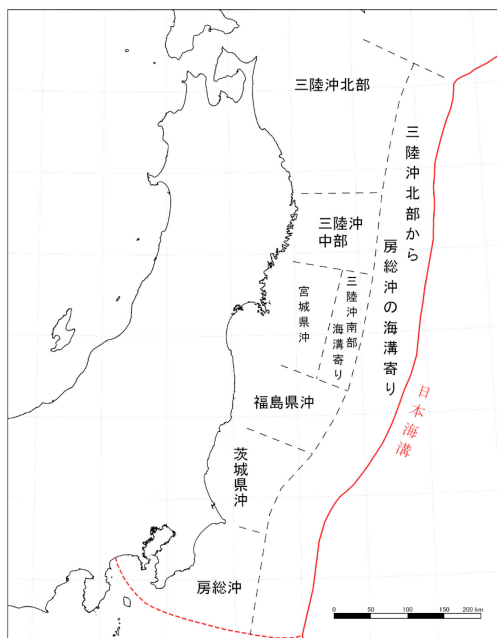 三陸沖北部
三陸沖北部から
房総沖の海溝寄り
三陸沖
中部
宮城県沖
三陸沖南部
海溝寄り
福島県沖
日本海溝
茨城県沖
房総沖
0 50 100 150 200 km